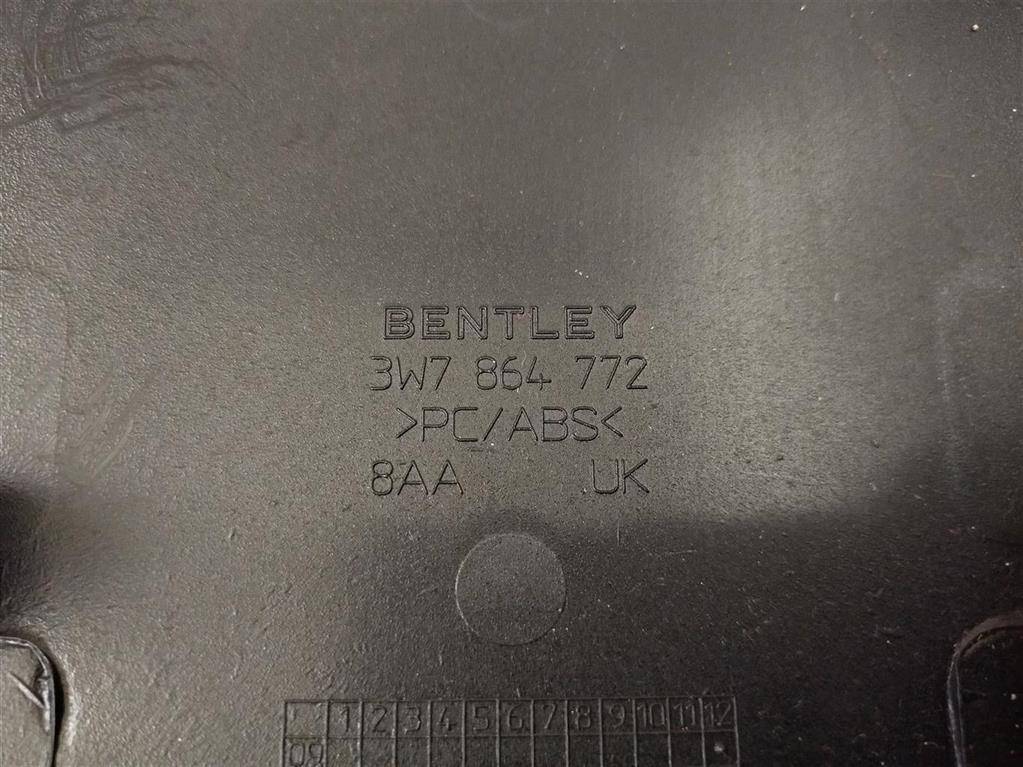 BENTLEY
3W7 864 772
>PC/ABS<
8AA UK
1 2 3 4 5 6 7 8 9 10 11 12
09